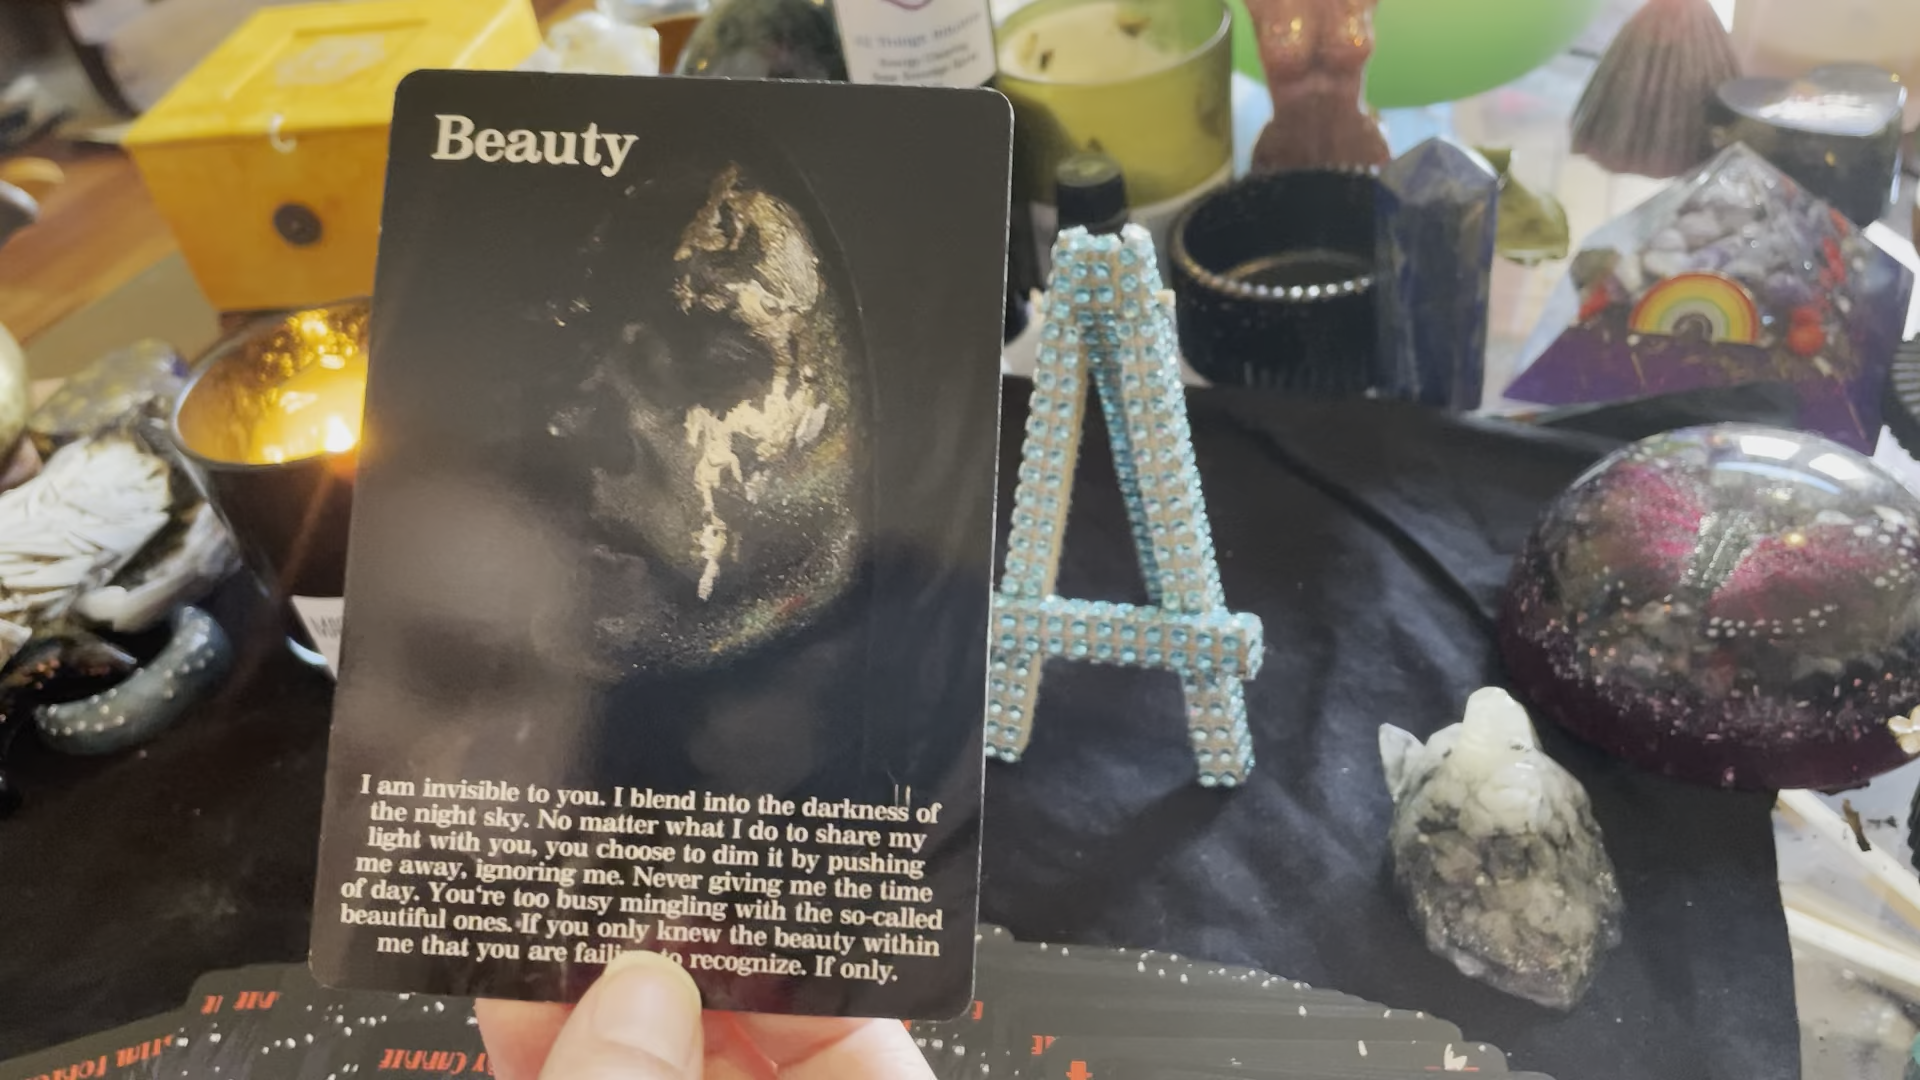 Beauty
I am invisible to you. I blend into the darkness of
the night sky. No matter what I do to share my
light with you, you choose to dim it by pushing
me away, ignoring me. Never giving me the time
of day. You're too busy mingling with the so-called
beautiful ones. If you only knew the beauty within
me that you are recognize. If only.